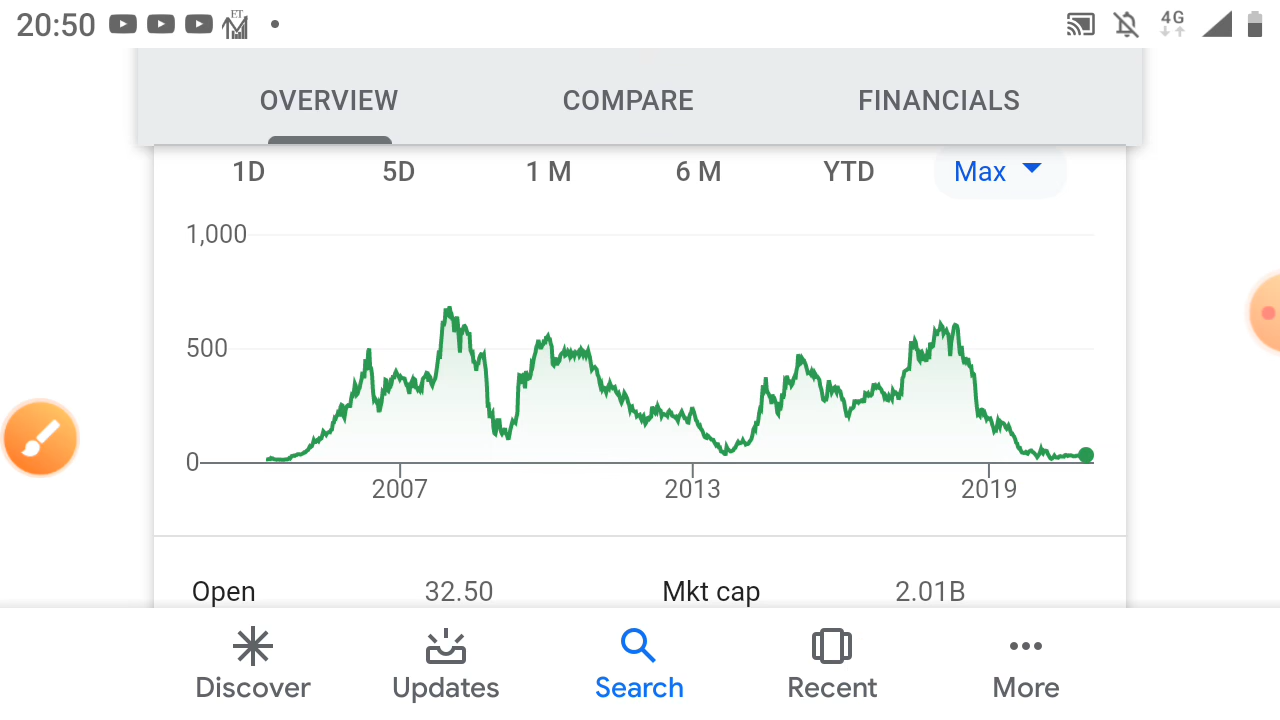 20:50 ET 4G
OVERVIEW COMPARE FINANCIALS
1D 5D 1 M 6 M YTD Max
1,000
500
0
2007 2013 2019
Open 32.50 Mkt cap 2.01B
Discover Updates Search Recent More